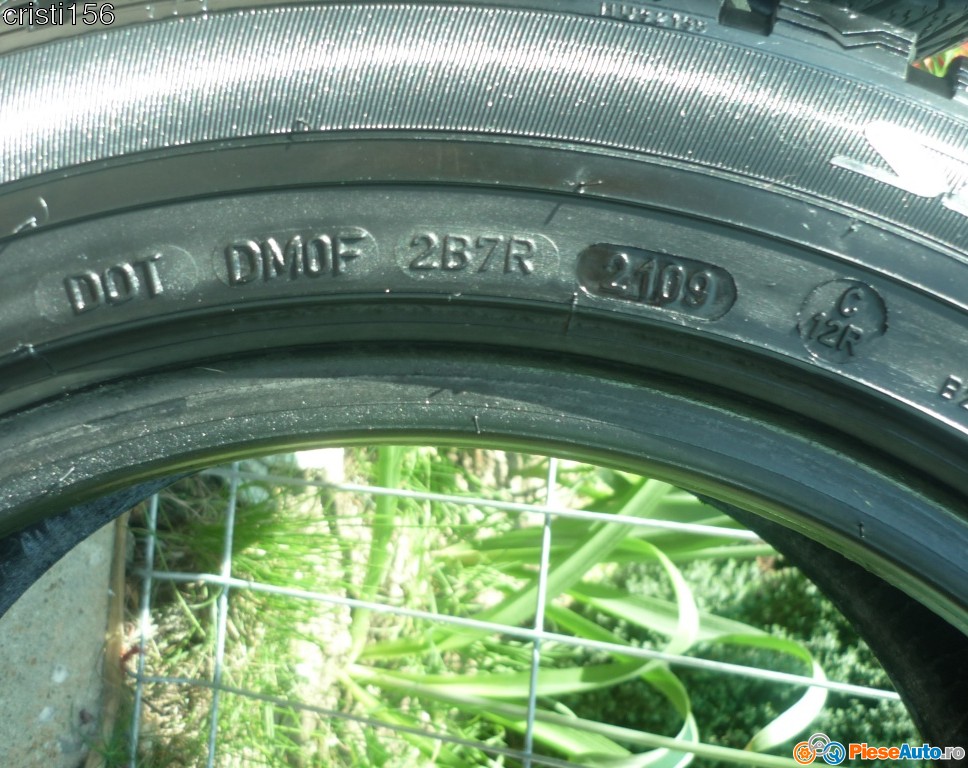 cristi156
DOT DM0F 2B7R 2109
C
12R
PieseAuto.ro